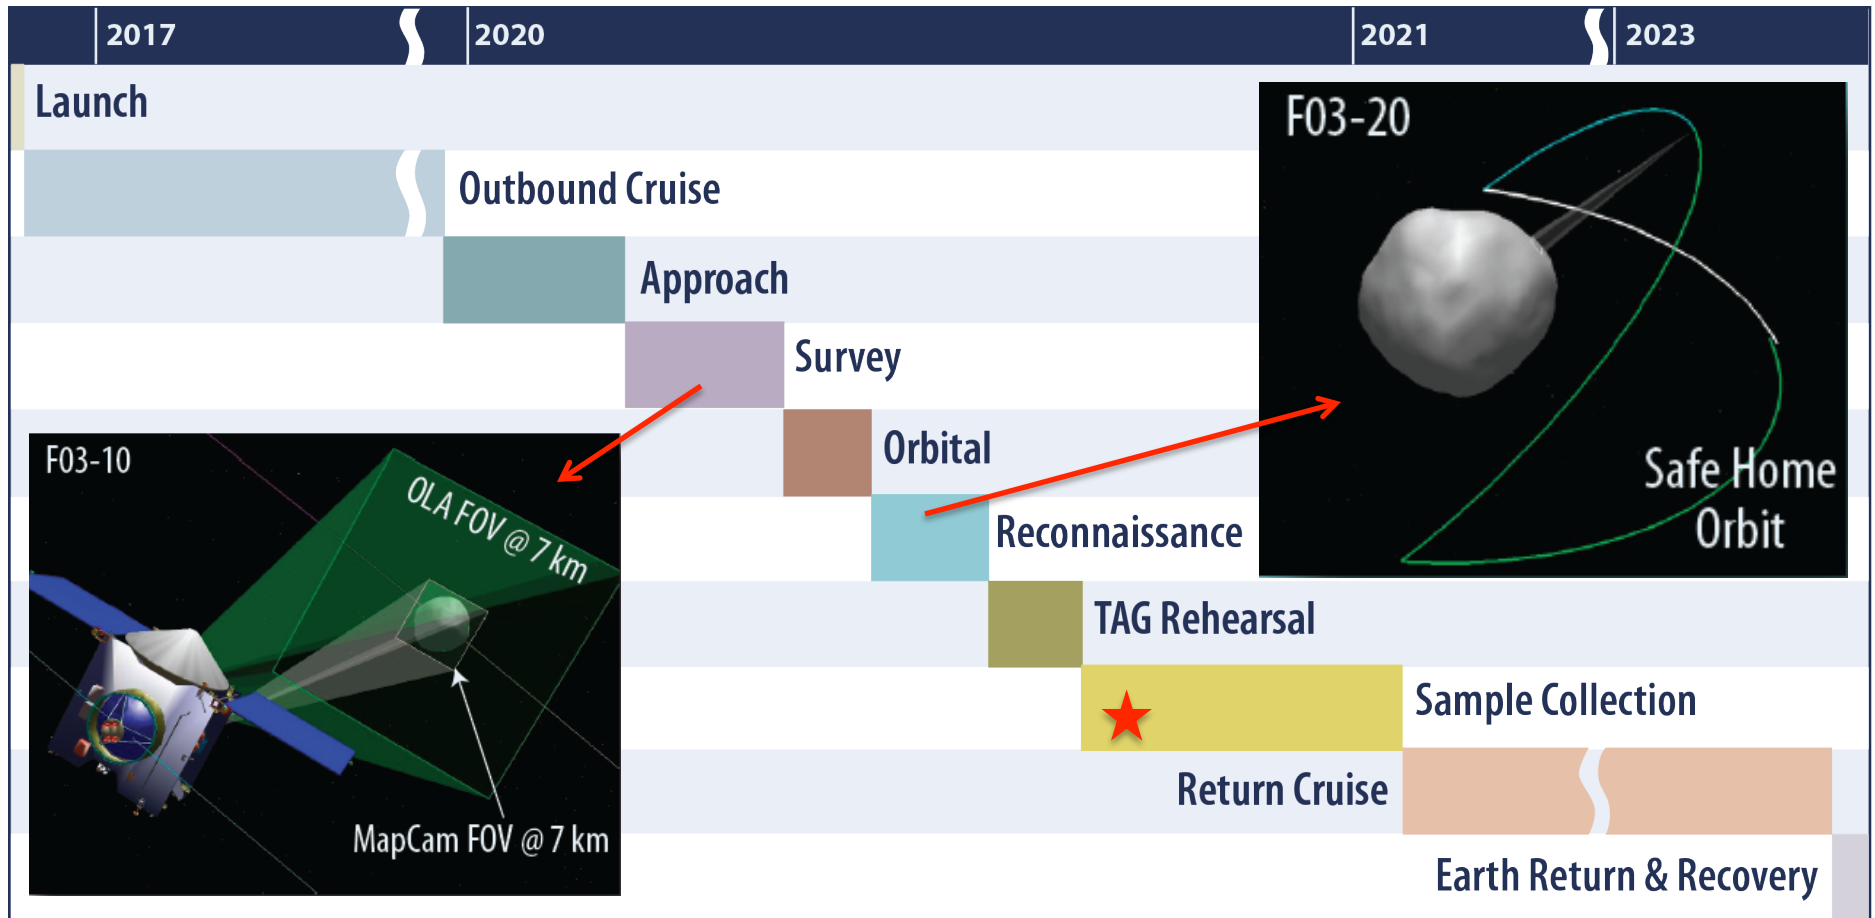 2017
2020
2021
2023
Launch
Outbound Cruise
Approach
Survey
Orbital
Reconnaissance
TAG Rehearsal
Sample Collection
Return Cruise
Earth Return & Recovery
F03-10
OLA FOV @ 7 km
MapCam FOV @ 7 km
F03-20
Safe Home
Orbit